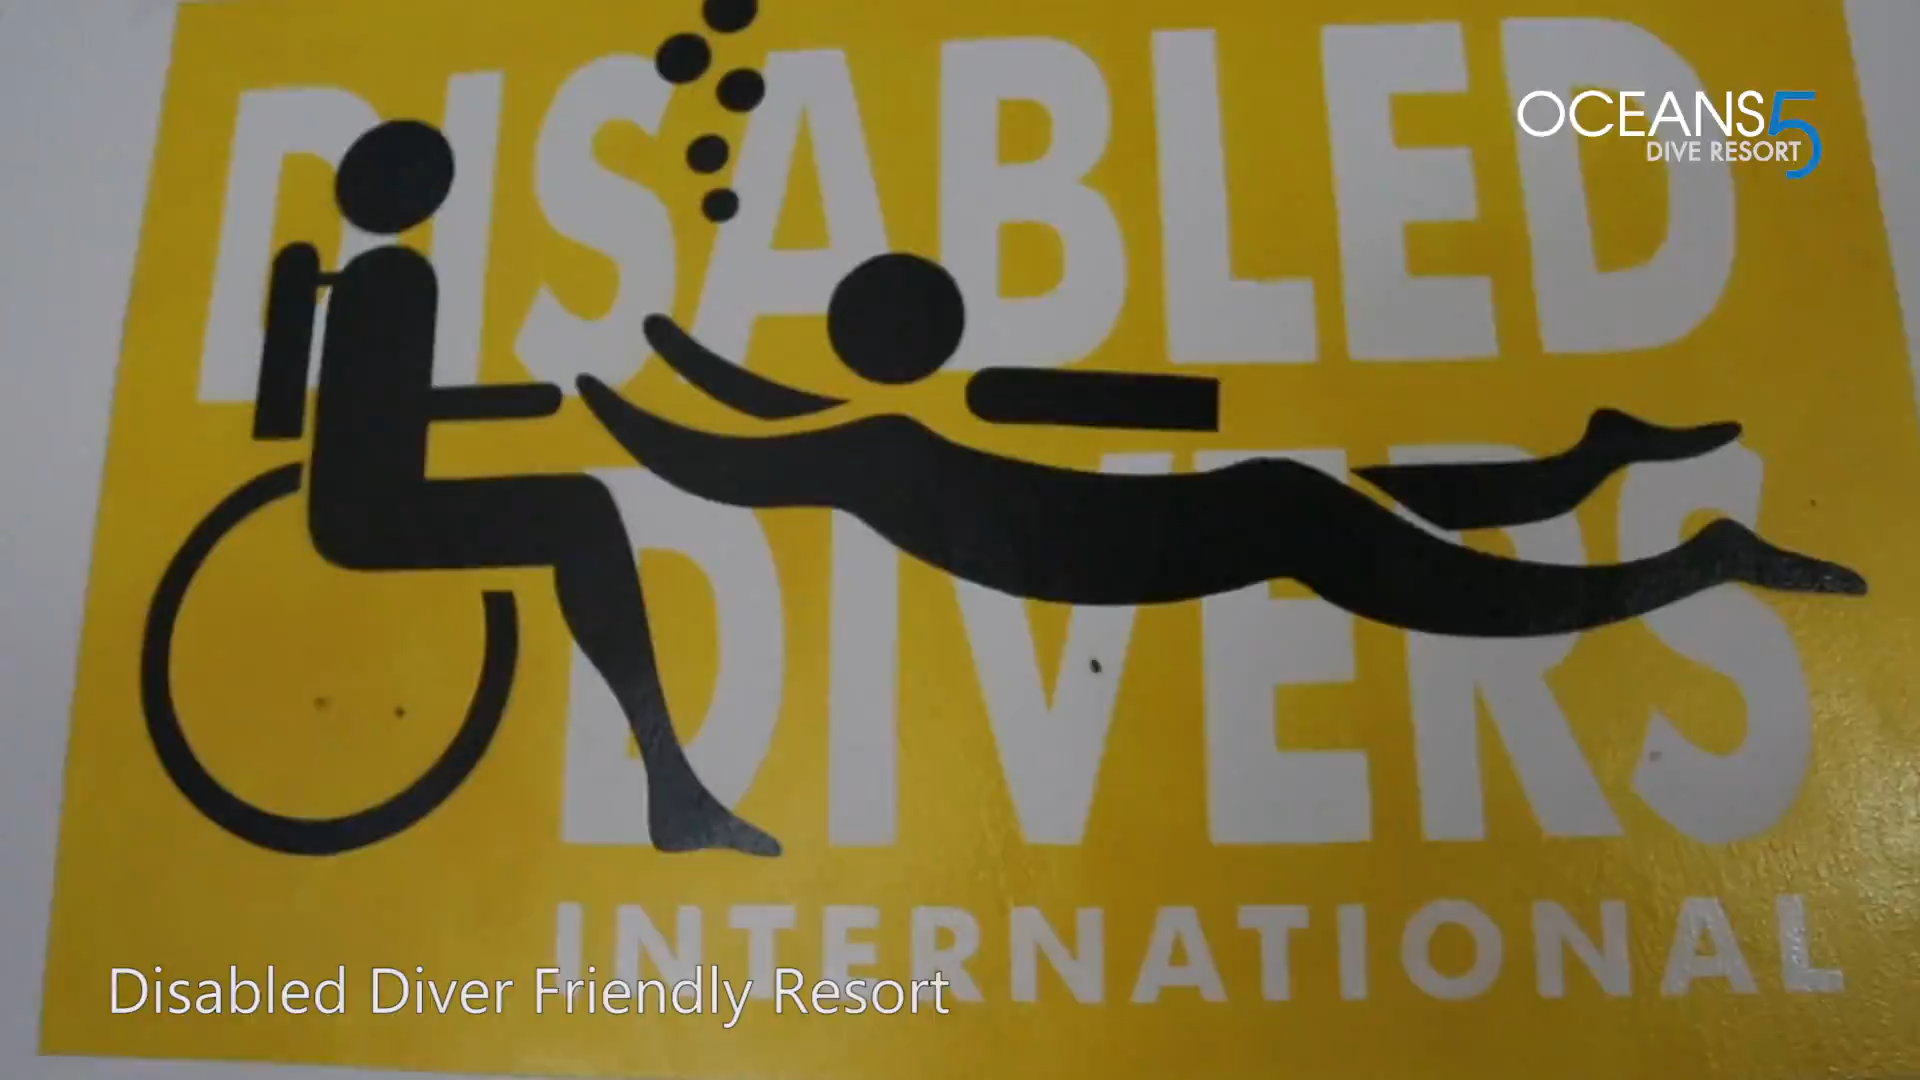 DISABLED
OCEANS5
DIVE RESORT
DIVERS
INTERNATIONAL
Disabled Diver Friendly Resort